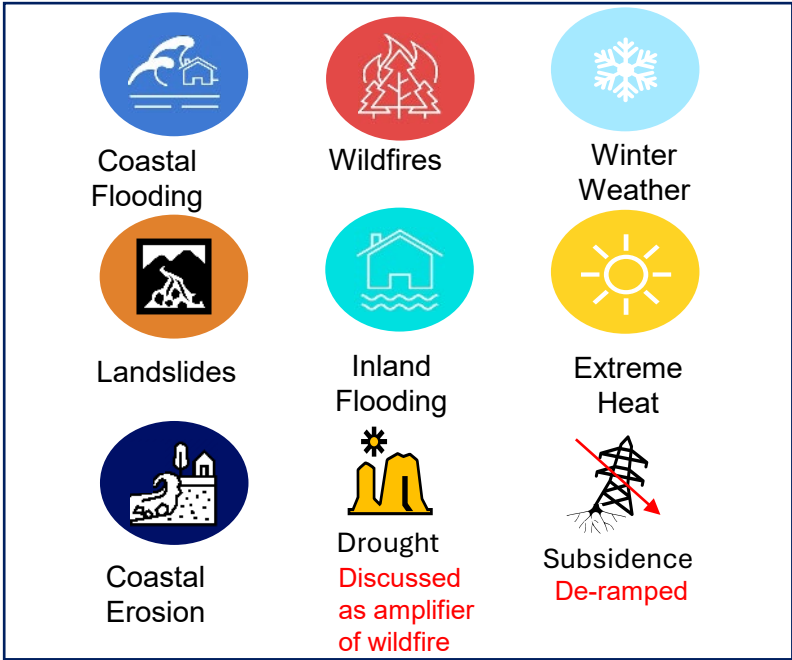 Coastal
Flooding
Wildfires
Winter
Weather
Landslides
Inland
Flooding
Extreme
Heat
Coastal
Erosion
Drought
Discussed
as amplifier
of wildfire
Subsidence
De-ramped